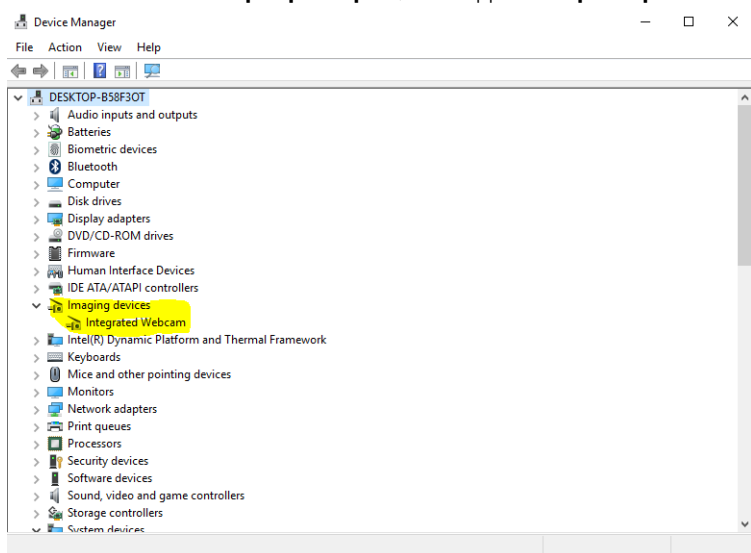 Device Manager
File Action View Help
DESKTOP-B58F3OT
Audio inputs and outputs
Batteries
Biometric devices
Bluetooth
Computer
Disk drives
Display adapters
DVD/CD-ROM drives
Firmware
Human Interface Devices
IDE ATA/ATAPI controllers
Imaging devices
Integrated Webcam
Intel(R) Dynamic Platform and Thermal Framework
Keyboards
Mice and other pointing devices
Monitors
Network adapters
Print queues
Processors
Security devices
Software devices
Sound, video and game controllers
Storage controllers
System devices